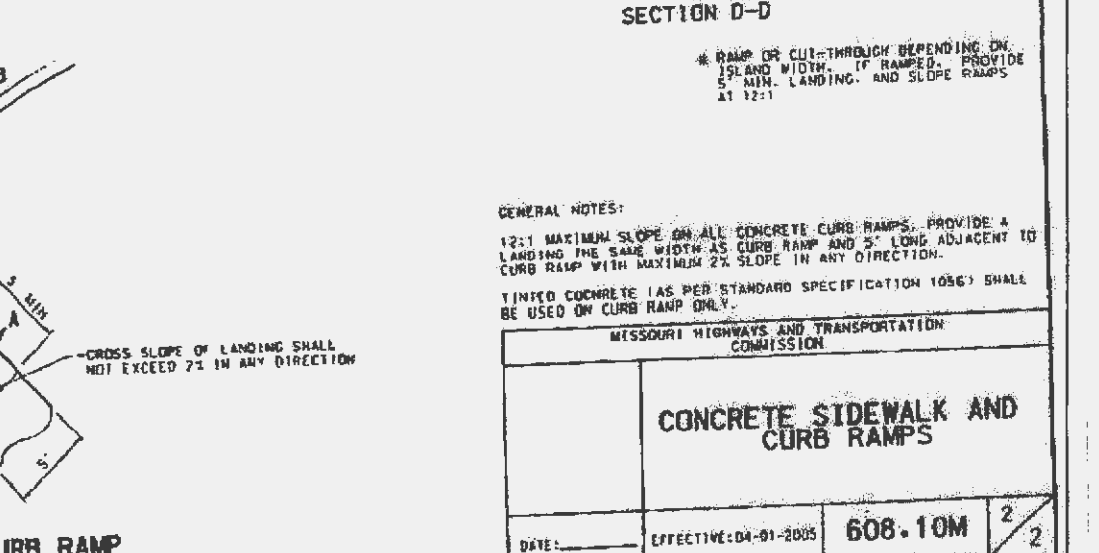 SECTION D-D
* RAMP OR CUT-THROUGH DEPENDING ON
ISLAND WIDTH. IF RAMPED, PROVIDE
5' MIN. LANDING, AND SLOPE RAMPS
AT 12:1
GENERAL NOTES:
12:1 MAXIMUM SLOPE ON ALL CONCRETE CURB RAMPS. PROVIDE A
LANDING THE SAME WIDTH AS CURB RAMP AND 5' LONG ADJACENT TO
CURB RAMP WITH MAXIMUM 2% SLOPE IN ANY DIRECTION.
TINTED COCNRETE (AS PER STANDARD SPECIFICATION 1056) SHALL
BE USED ON CURB RAMP ONLY.
5' MIN
A
CROSS SLOPE OF LANDING SHALL
NOT EXCEED 2% IN ANY DIRECTION
5'
URB RAMP
MISSOURI HIGHWAYS AND TRANSPORTATION
COMMISSION
CONCRETE SIDEWALK AND
CURB RAMPS
DATE:
EFFECTIVE: 04-01-2005
608.10M
2/2